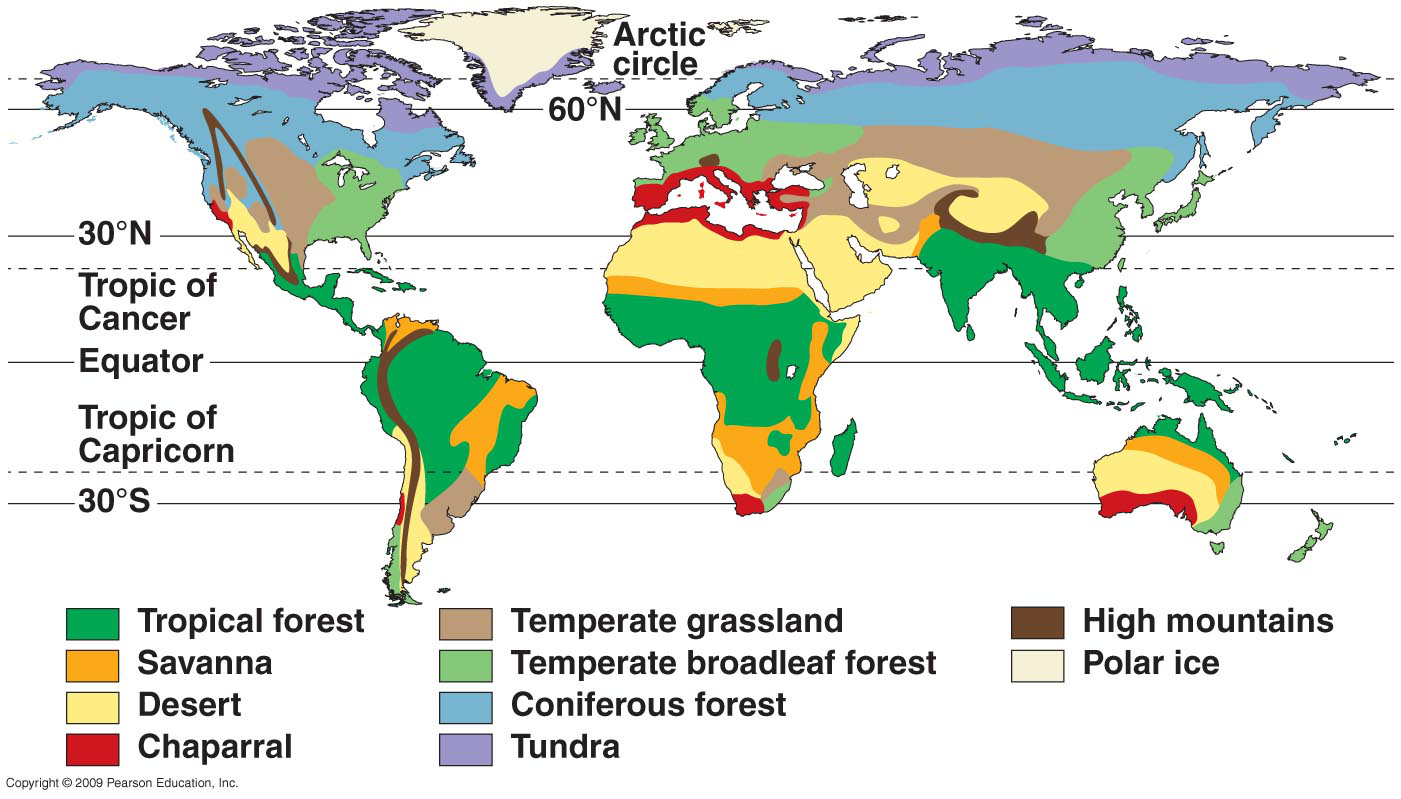 Arctic
circle
60°N
30°N
Tropic of
Cancer
Equator
Tropic of
Capricorn
30°S
Tropical forest
Savanna
Desert
Chaparral
Temperate grassland
Temperate broadleaf forest
Coniferous forest
Tundra
High mountains
Polar ice
Copyright © 2009 Pearson Education, Inc.